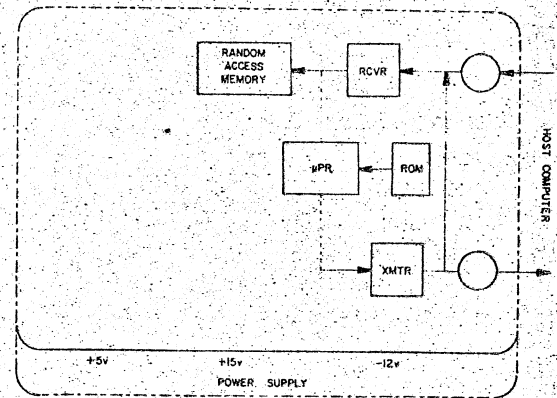 RANDOM
ACCESS
MEMORY
RCVR
μPR
ROM
XMTR
HOST COMPUTER
+5v
+15v
-12v
POWER SUPPLY